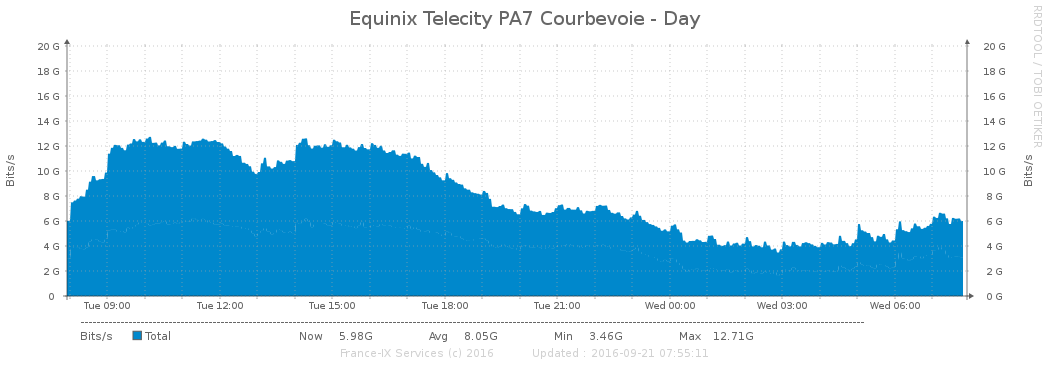 Equinix Telecity PA7 Courbevoie - Day
RRDTOOL / TOBI OETIKER
Bits/s
20 G 20 G
18 G 18 G
16 G 16 G
14 G 14 G
12 G 12 G
10 G 10 G
8 G 8 G
6 G 6 G
4 G 4 G
2 G 2 G
0 0 G
Bits/s
Tue 09:00 Tue 12:00 Tue 15:00 Tue 18:00 Tue 21:00 Wed 00:00 Wed 03:00 Wed 06:00
Bits/s Total Now 5.98G Avg 8.05G Min 3.46G Max 12.71G
France-IX Services (c) 2016 Updated : 2016-09-21 07:55:11